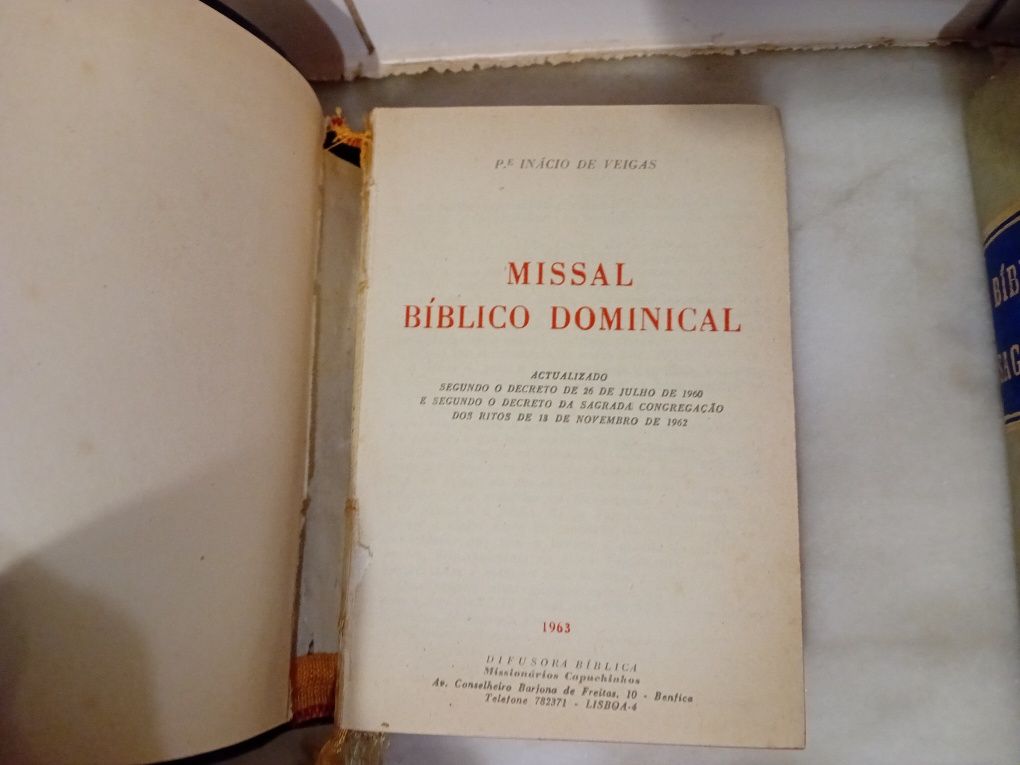 P.E INÁCIO DE VEIGAS
MISSAL
BÍBLICO DOMINICAL
ACTUALIZADO
SEGUNDO O DECRETO DE 26 DE JULHO DE 1960
E SEGUNDO O DECRETO DA SAGRADA CONGREGAÇÃO
DOS RITOS DE 13 DE NOVEMBRO DE 1962
1963
DIFUSORA BÍBLICA
Missionários Capuchinhos
Av. Conselheiro Barjona de Freitas, 10 - Benfica
Telefone 782371 - LISBOA-4
BÍB